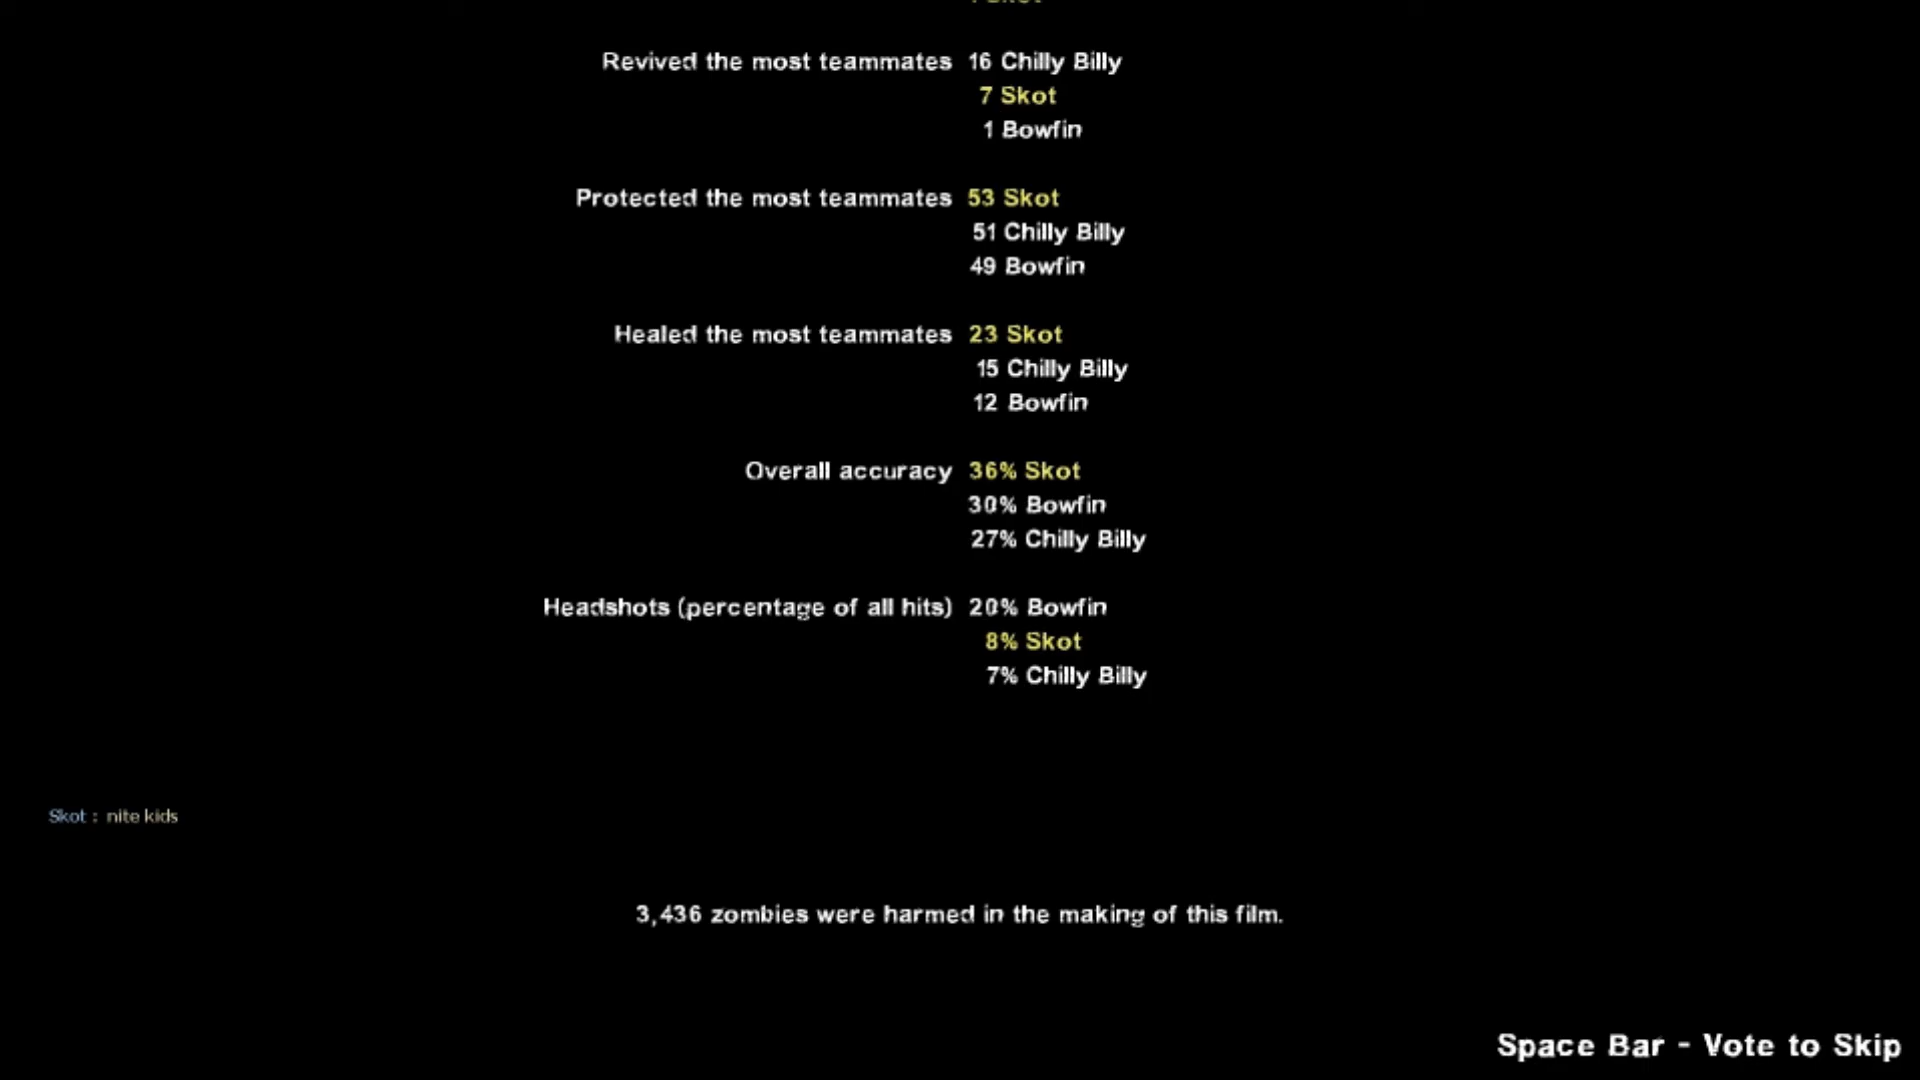 Skot
Revived the most teammates 16 Chilly Billy
7 Skot
1 Bowfin
Protected the most teammates 53 Skot
51 Chilly Billy
49 Bowfin
Healed the most teammates 23 Skot
15 Chilly Billy
12 Bowfin
Overall accuracy 36% Skot
30% Bowfin
27% Chilly Billy
Headshots (percentage of all hits) 20% Bowfin
8% Skot
7% Chilly Billy
Skot : nite kids
3,436 zombies were harmed in the making of this film.
Space Bar - Vote to Skip